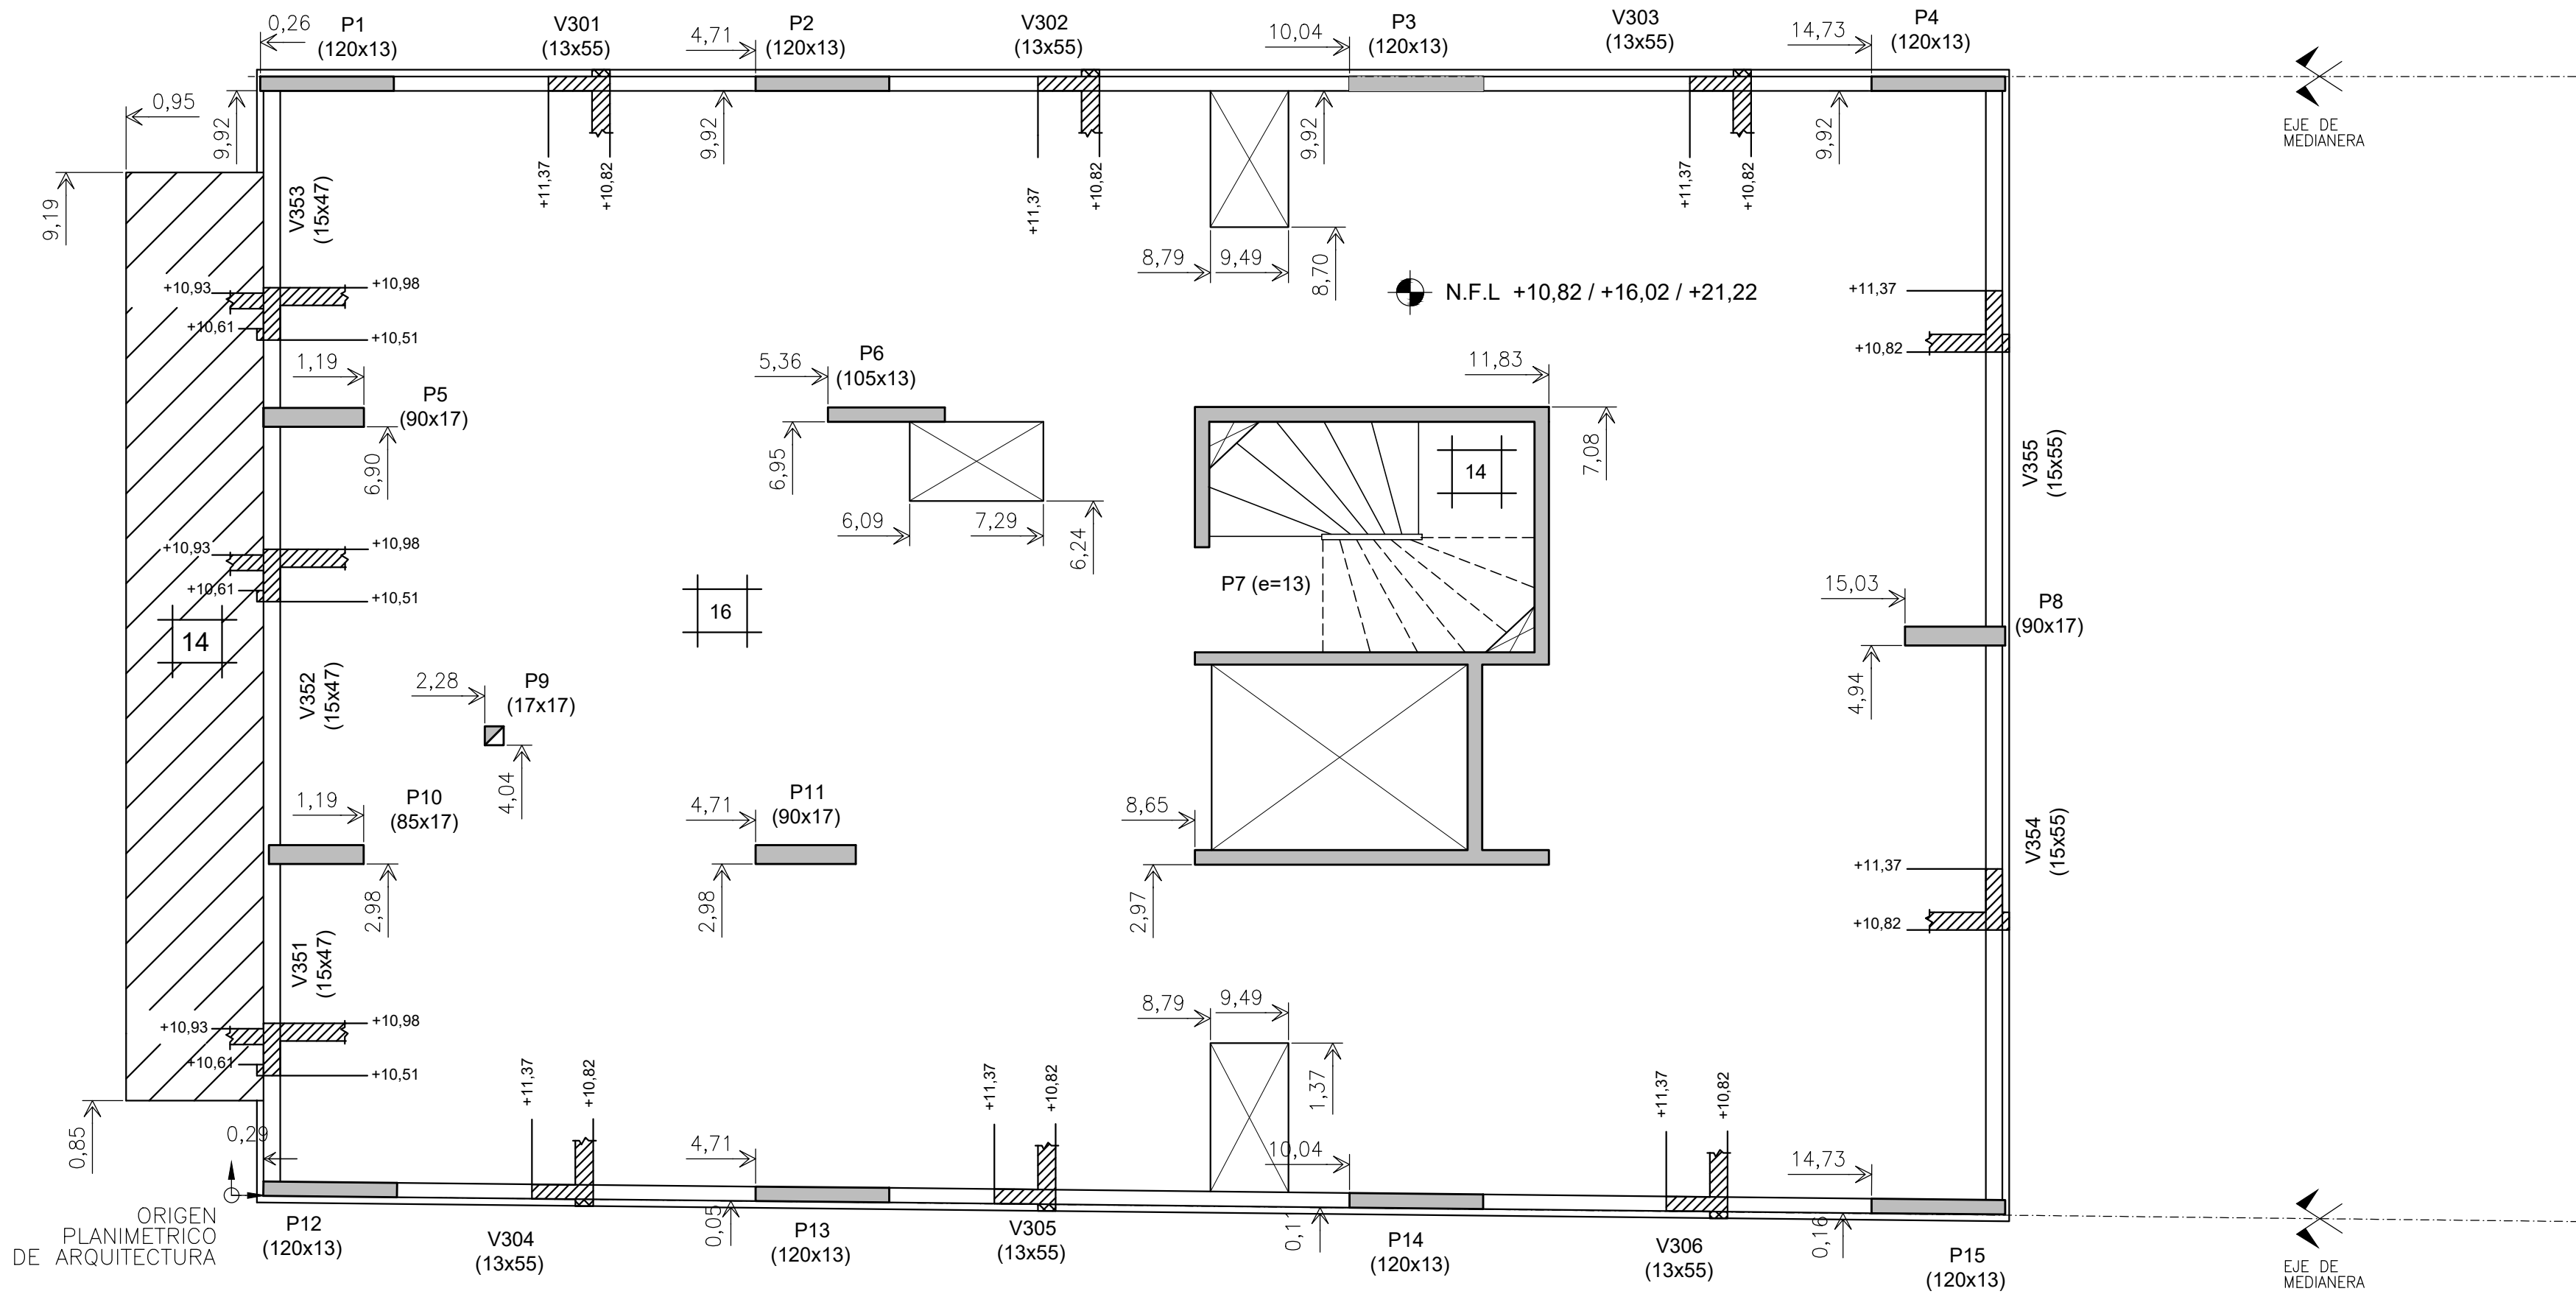 0,26
P1
(120x13)
V301
(13x55)
4,71
P2
(120x13)
V302
(13x55)
10,04
P3
(120x13)
V303
(13x55)
14,73
P4
(120x13)
0,95
9,92
9,92
9,92
9,92
EJE DE
MEDIANERA
9,19
V353
(15x47)
+11,37
+10,82
+11,37
+10,82
+11,37
+10,82
8,79
9,49
8,70
N.F.L +10,82 / +16,02 / +21,22
+10,93
+10,98
+10,61
+10,51
+11,37
+10,82
1,19
P5
(90x17)
6,90
5,36
P6
(105x13)
6,95
6,09
7,29
6,24
11,83
7,08
14
V355
(15x55)
+10,93
+10,98
+10,61
+10,51
14
16
P7 (e=13)
15,03
P8
(90x17)
4,94
V352
(15x47)
2,28
P9
(17x17)
4,04
1,19
P10
(85x17)
2,98
4,71
P11
(90x17)
2,98
8,65
2,97
V354
(15x55)
+11,37
+10,82
V351
(15x47)
+10,93
+10,98
+10,61
+10,51
8,79
9,49
1,37
+11,37
+10,82
+11,37
+10,82
+11,37
+10,82
0,85
0,29
4,71
10,04
14,73
0,05
0,16
ORIGEN
PLANIMETRICO
DE ARQUITECTURA
P12
(120x13)
V304
(13x55)
P13
(120x13)
V305
(13x55)
P14
(120x13)
V306
(13x55)
P15
(120x13)
EJE DE
MEDIANERA